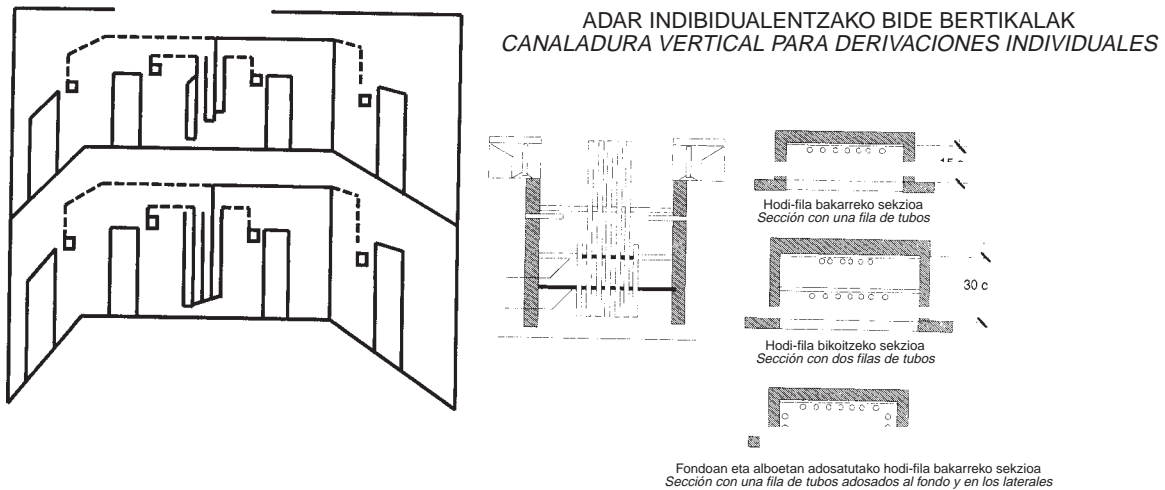 ADAR INDIBIDUALENTZAKO BIDE BERTIKALAK
CANALADURA VERTICAL PARA DERIVACIONES INDIVIDUALES
Hodi-fila bakarreko sekzioa
Sección con una fila de tubos
30 c
Hodi-fila bikoitzeko sekzioa
Sección con dos filas de tubos
Fondoan eta alboetan adosatutako hodi-fila bakarreko sekzioa
Sección con una fila de tubos adosados al fondo y en los laterales